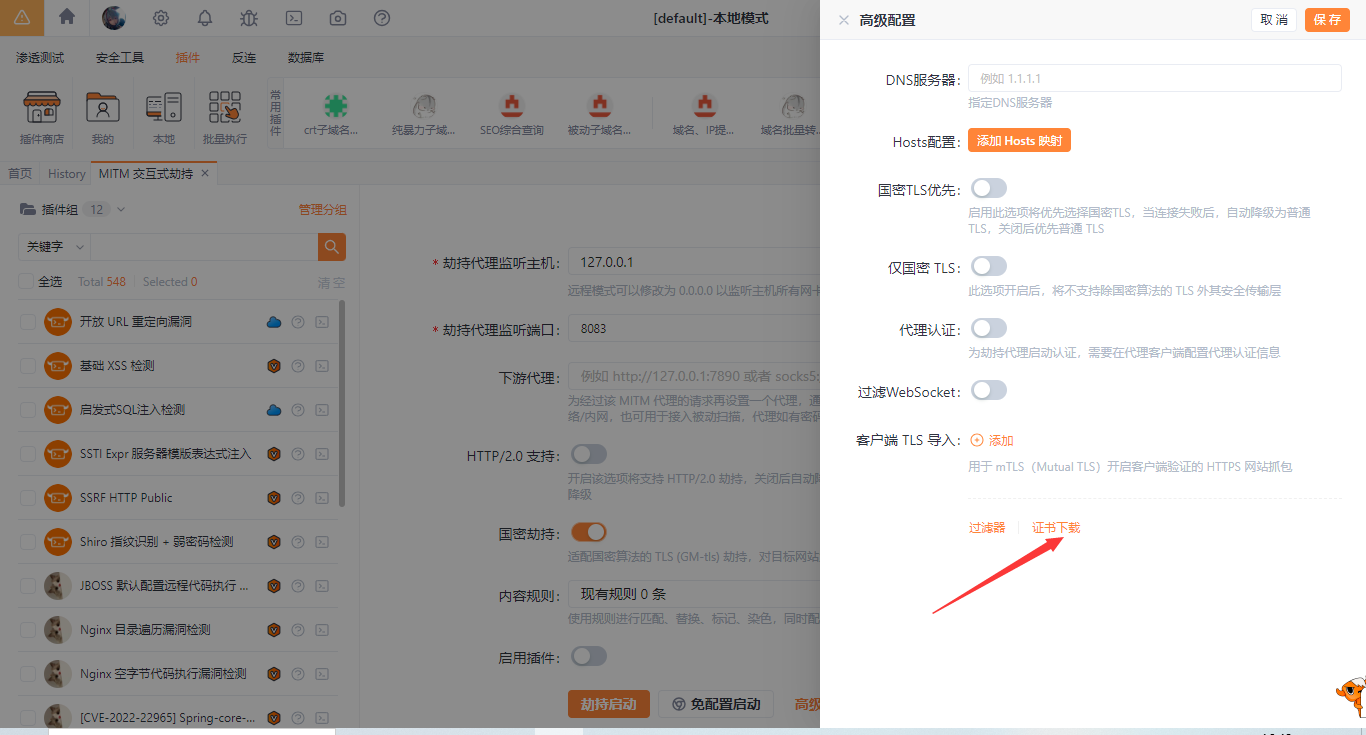 [default]-本地模式
渗透测试 安全工具 插件 反连 数据库
插件商店 我的 本地 批量执行
常用插件
crt子域名... 纯暴力子域... SEO综合查询 被动子域名... 域名、IP提... 域名批量转...
首页 History MITM 交互式劫持 ×
插件组 12
管理分组
关键字
全选 Total 548 Selected 0 清空
开放 URL 重定向漏洞
基础 XSS 检测
启发式SQL注入检测
SSTI Expr 服务器模版表达式注入
SSRF HTTP Public
Shiro 指纹识别 + 弱密码检测
JBOSS 默认配置远程代码执行 ...
Nginx 目录遍历漏洞检测
Nginx 空字节代码执行漏洞检测
[CVE-2022-22965] Spring-core-...
* 劫持代理监听主机: 127.0.0.1
远程模式可以修改为 0.0.0.0 以监听主机所有网卡
* 劫持代理监听端口: 8083
下游代理: 例如 http://127.0.0.1:7890 或者 socks5:
为经过该 MITM 代理的请求再设置一个代理，通
络/内网，也可用于接入被动扫描，代理如有密码
HTTP/2.0 支持:
开启该选项将支持 HTTP/2.0 劫持，关闭后自动降
降级
国密劫持:
适配国密算法的 TLS (GM-tls) 劫持，对目标网站
内容规则: 现有规则 0 条
使用规则进行匹配、替换、标记、染色，同时配
启用插件:
劫持启动 免配置启动 高级
× 高级配置 取 消 保 存
DNS服务器: 例如 1.1.1.1
指定DNS服务器
Hosts配置: 添加 Hosts 映射
国密TLS优先:
启用此选项将优先选择国密TLS，当连接失败后，自动降级为普通
TLS，关闭后优先普通 TLS
仅国密 TLS:
此选项开启后，将不支持除国密算法的 TLS 外其安全传输层
代理认证:
为劫持代理启动认证，需要在代理客户端配置代理认证信息
过滤WebSocket:
客户端 TLS 导入: 添加
用于 mTLS（Mutual TLS）开启客户端验证的 HTTPS 网站抓包
过滤器 证书下载